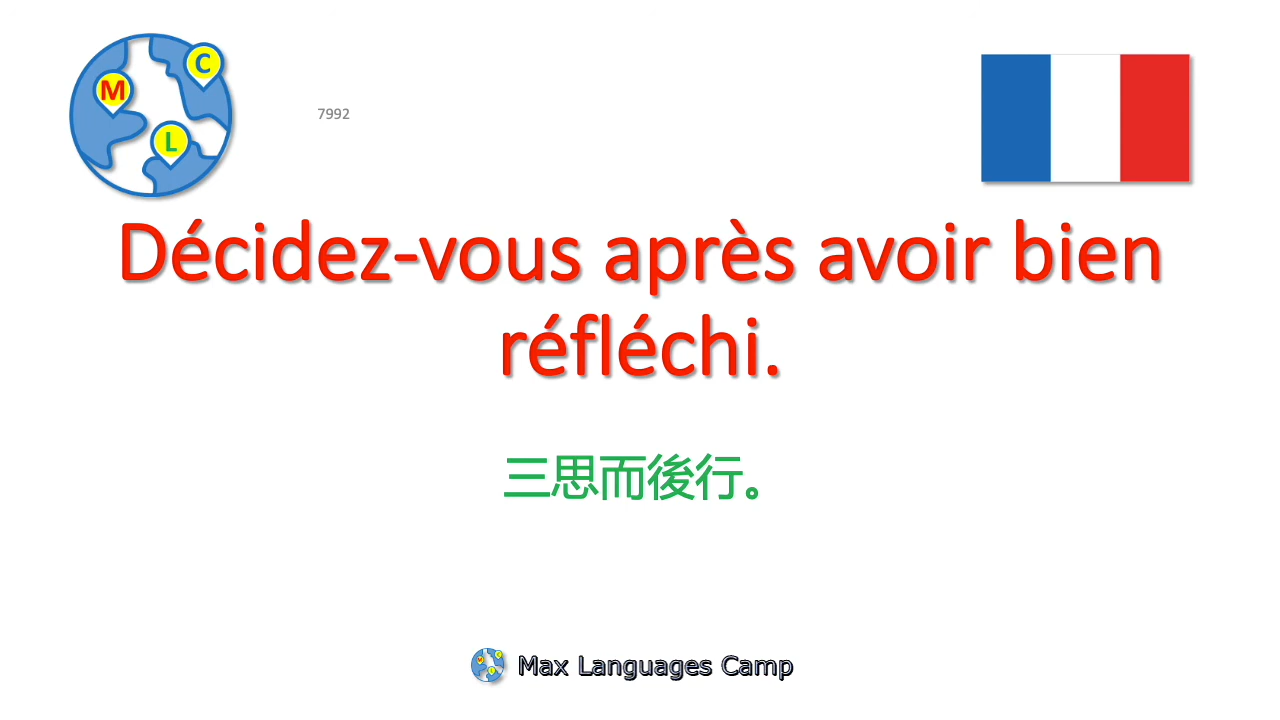 C
M
7992
L
Décidez-vous après avoir bien
réfléchi.
三思而後行。
Max Languages Camp